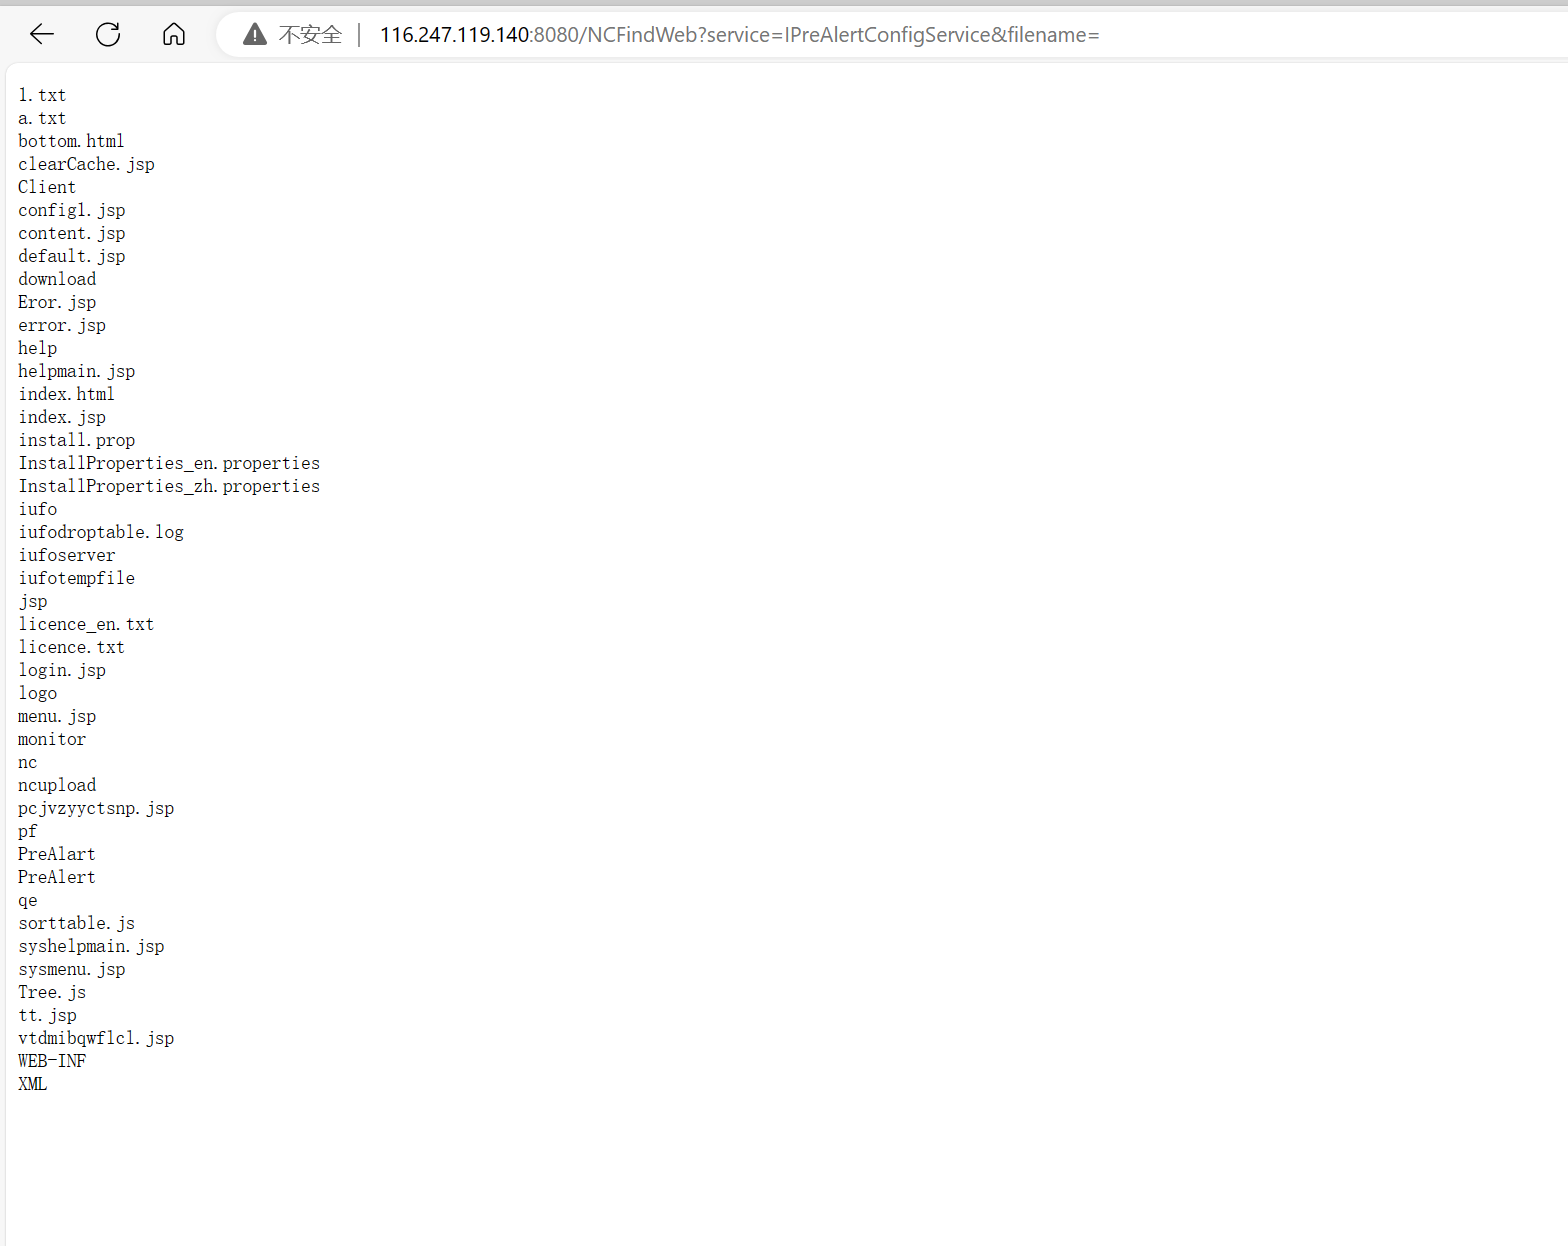 不安全 | 116.247.119.140:8080/NCFindWeb?service=IPreAlertConfigService&filename=
1.txt
a.txt
bottom.html
clearCache.jsp
Client
config1.jsp
content.jsp
default.jsp
download
Eror.jsp
error.jsp
help
helpmain.jsp
index.html
index.jsp
install.prop
InstallProperties_en.properties
InstallProperties_zh.properties
iufo
iufodroptable.log
iufoserver
iufotempfile
jsp
licence_en.txt
licence.txt
login.jsp
logo
menu.jsp
monitor
nc
ncupload
pcjvzyyctsnp.jsp
pf
PreAlart
PreAlert
qe
sorttable.js
syshelpmain.jsp
sysmenu.jsp
Tree.js
tt.jsp
vtdmibqwflcl.jsp
WEB-INF
XML